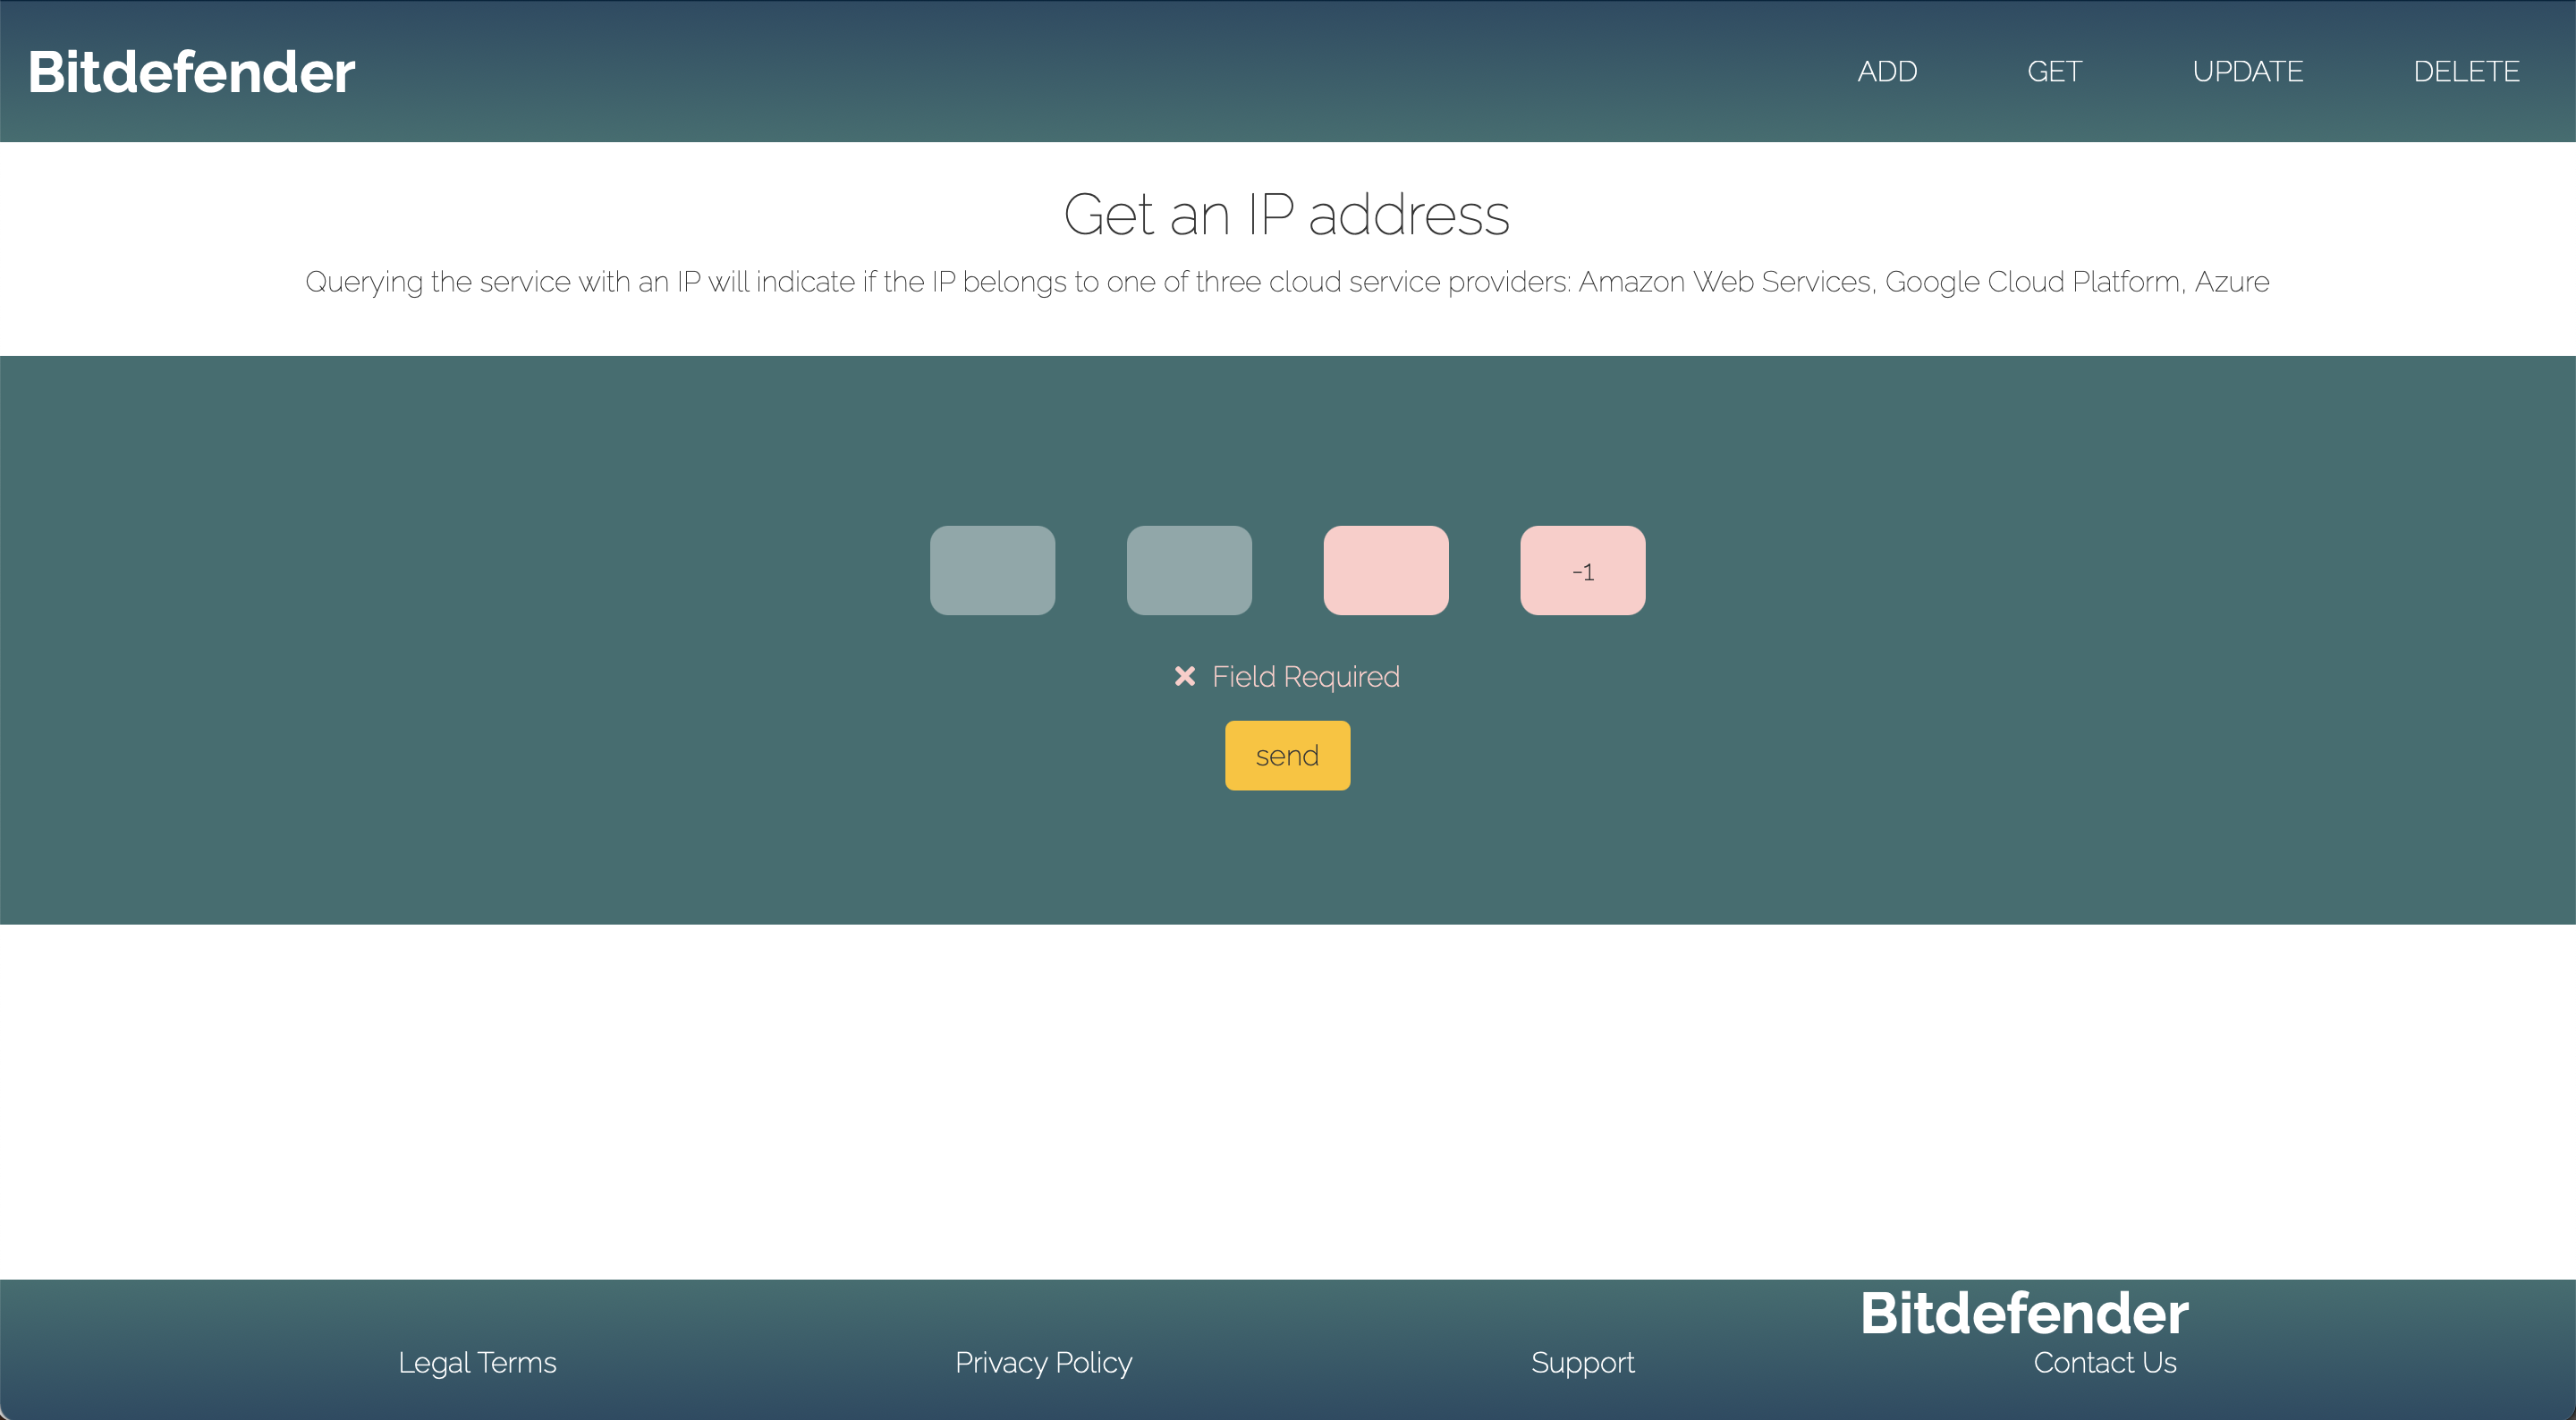 Bitdefender
ADD GET UPDATE DELETE
Get an IP address
Querying the service with an IP will indicate if the IP belongs to one of three cloud service providers: Amazon Web Services, Google Cloud Platform, Azure
-1
Field Required
send
Bitdefender
Legal Terms Privacy Policy Support Contact Us